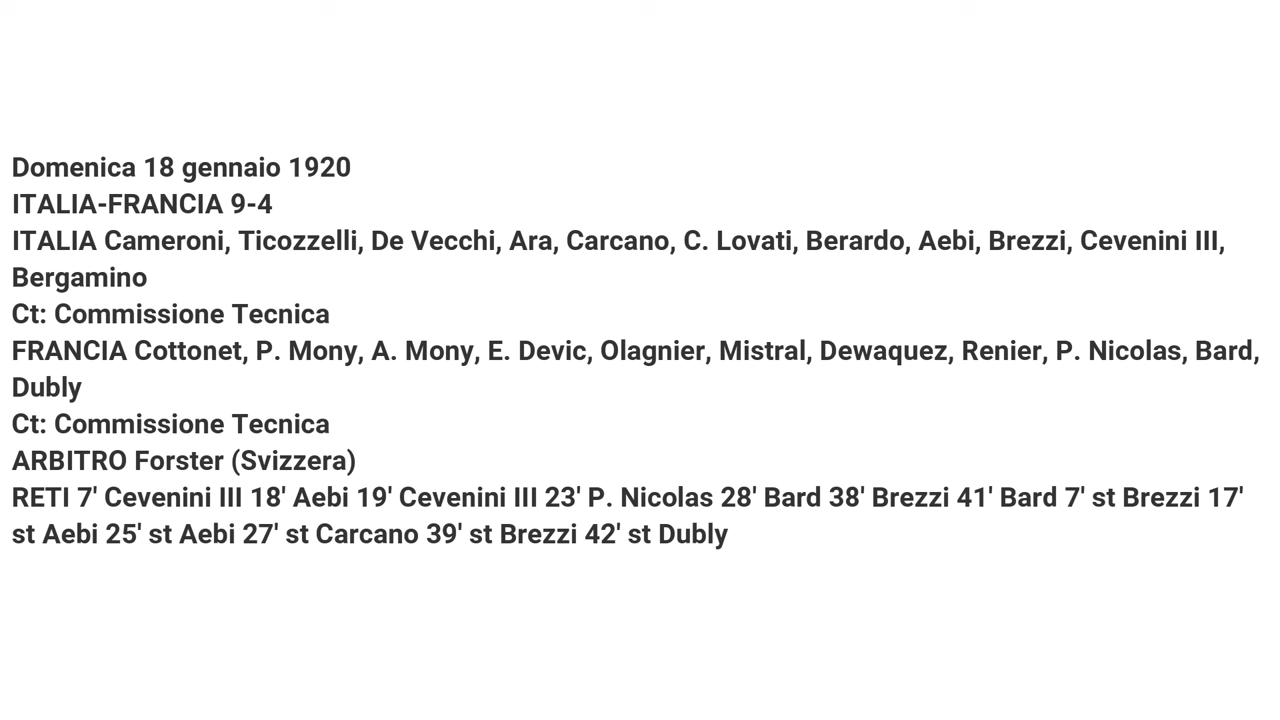 Domenica 18 gennaio 1920
ITALIA-FRANCIA 9-4
ITALIA Cameroni, Ticozzelli, De Vecchi, Ara, Carcano, C. Lovati, Berardo, Aebi, Brezzi, Cevenini III,
Bergamino
Ct: Commissione Tecnica
FRANCIA Cottonet, P. Mony, A. Mony, E. Devic, Olagnier, Mistral, Dewaquez, Renier, P. Nicolas, Bard,
Dubly
Ct: Commissione Tecnica
ARBITRO Forster (Svizzera)
RETI 7' Cevenini III 18' Aebi 19' Cevenini III 23' P. Nicolas 28' Bard 38' Brezzi 41' Bard 7' st Brezzi 17'
st Aebi 25' st Aebi 27' st Carcano 39' st Brezzi 42' st Dubly